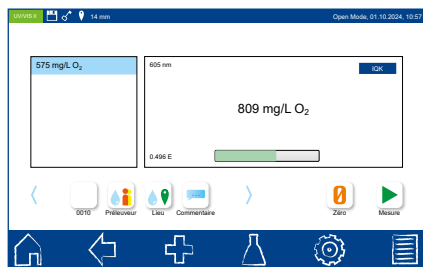 UV/VIS II 14 mm Open Mode, 01.10.2024, 10:57
575 mg/L O₂
605 nm IQK
809 mg/L O₂
0.496 E
0010 Préleuveur Lieu Commentaire Zéro Mesure